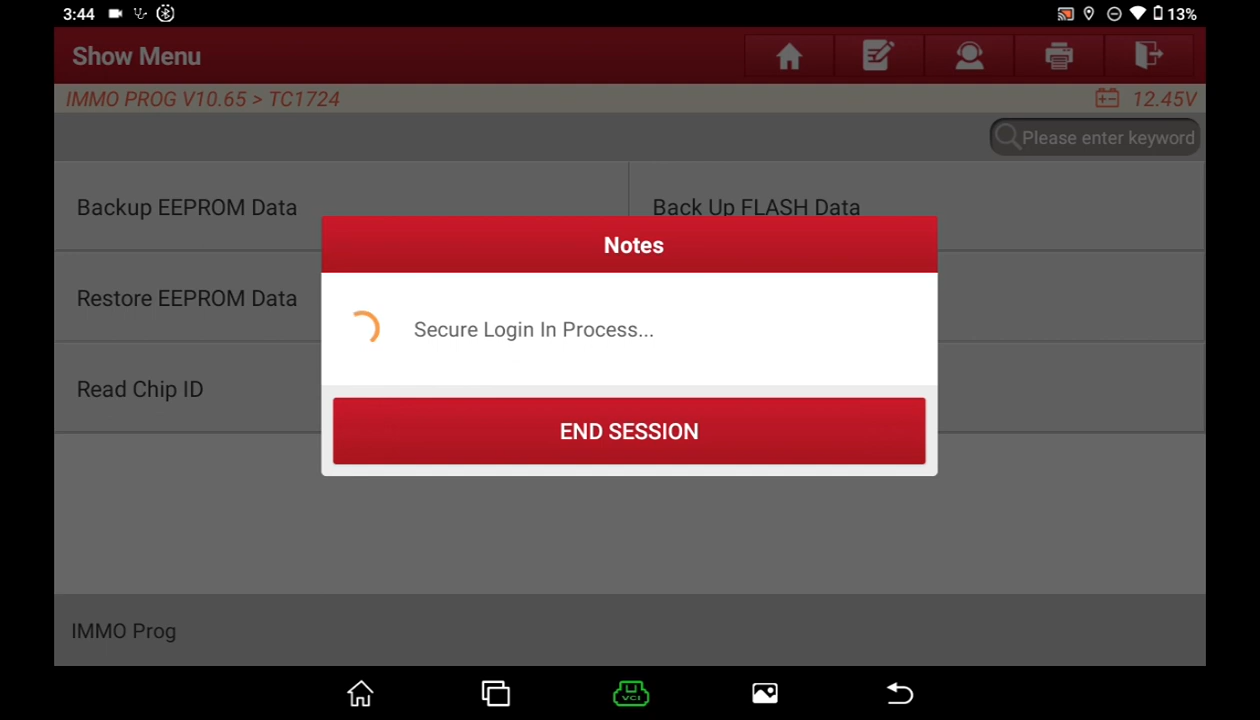 3:44
13%
Show Menu
IMMO PROG V10.65 > TC1724
12.45V
Please enter keyword
Backup EEPROM Data
Back Up FLASH Data
Notes
Restore EEPROM Data
Secure Login In Process...
Read Chip ID
END SESSION
IMMO Prog
VCI